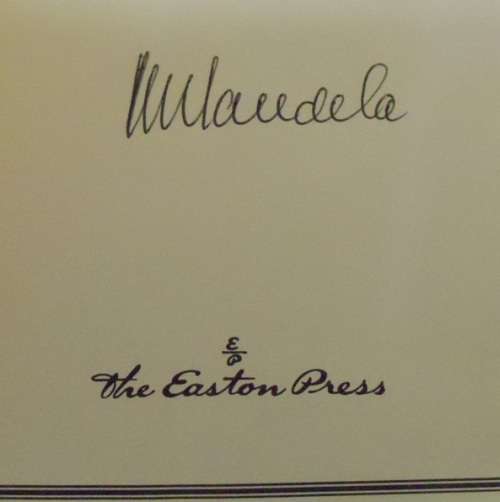 NMandela
E
P
The Easton Press